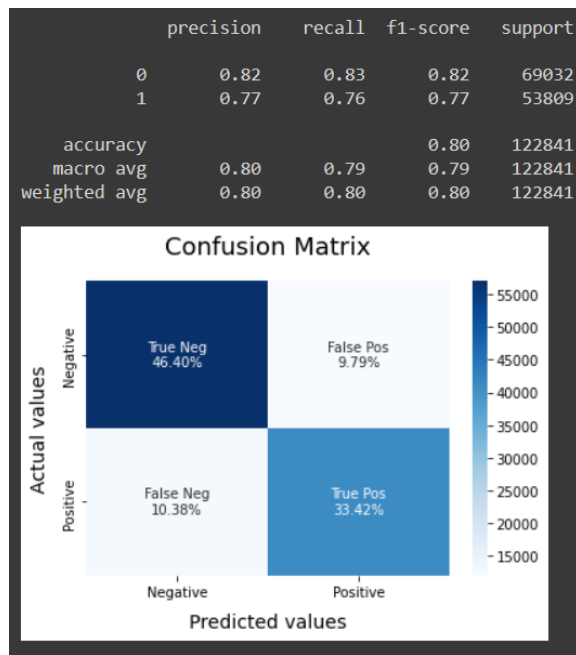 precision recall f1-score support
0 0.82 0.83 0.82 69032
1 0.77 0.76 0.77 53809
accuracy 0.80 122841
macro avg 0.80 0.79 0.79 122841
weighted avg 0.80 0.80 0.80 122841
Confusion Matrix
Actual values
Negative
Positive
True Neg
46.40%
False Pos
9.79%
False Neg
10.38%
True Pos
33.42%
Negative Positive
Predicted values
55000
50000
45000
40000
35000
30000
25000
20000
15000